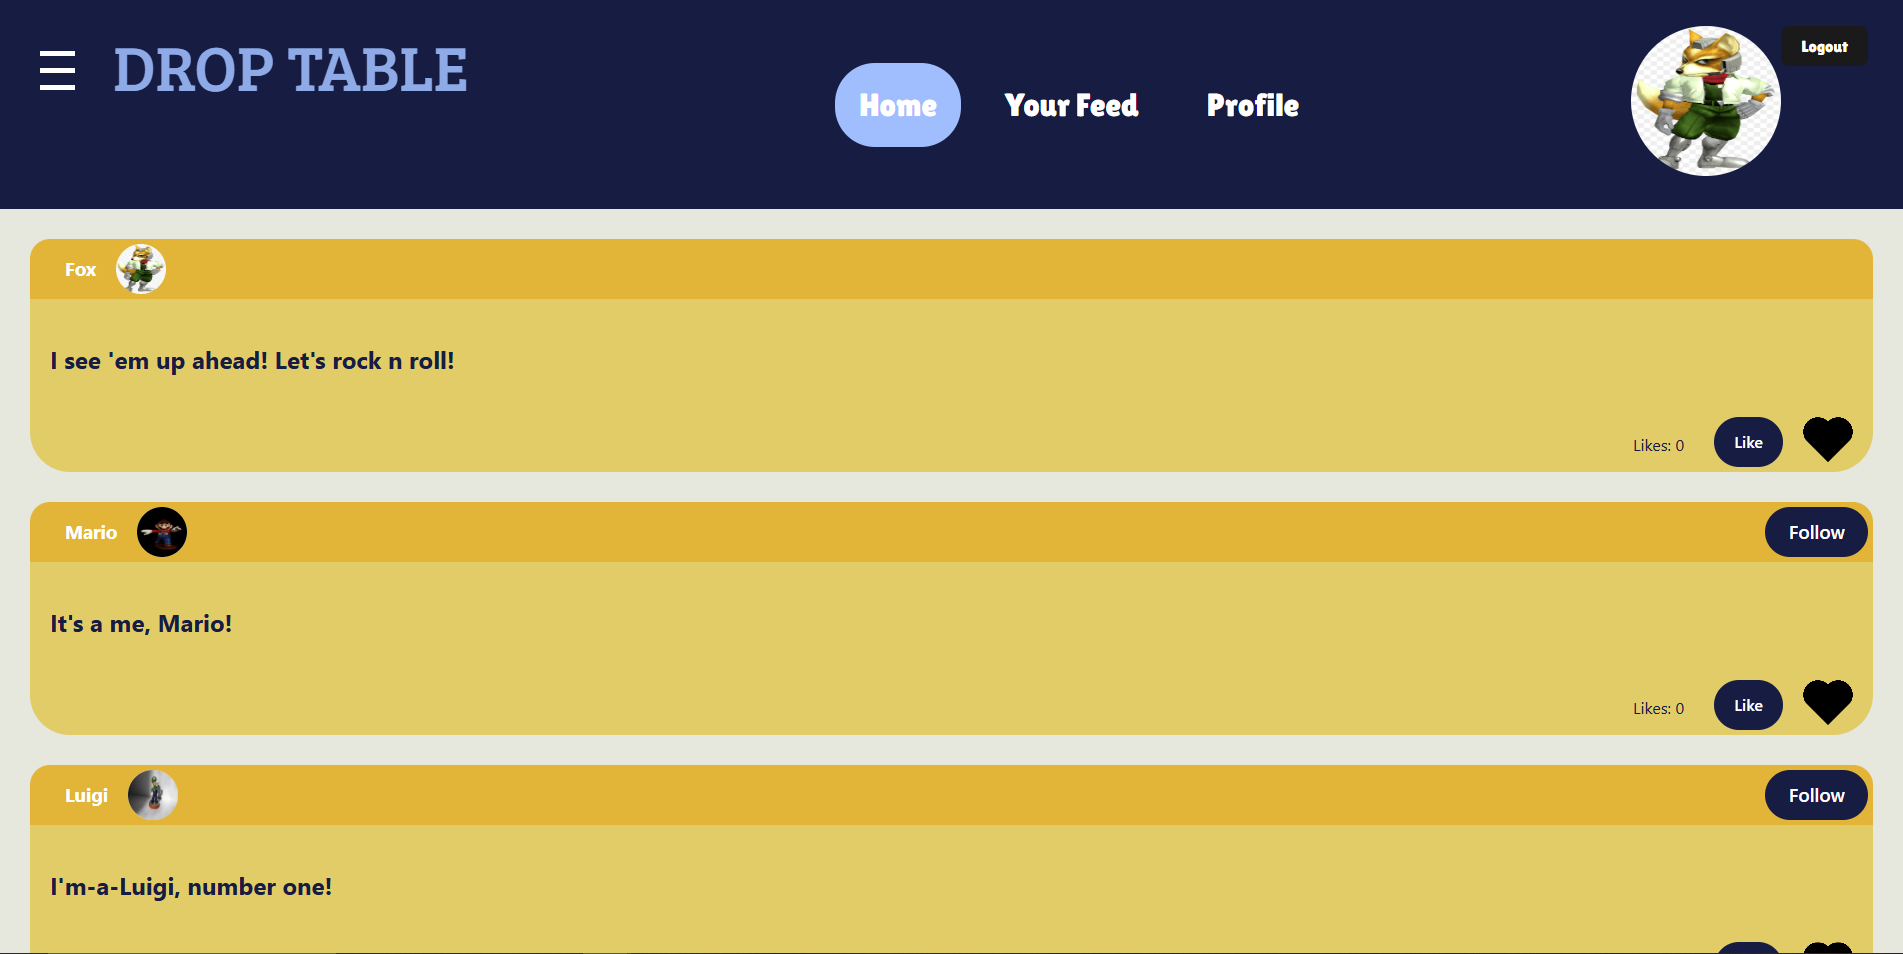 DROP TABLE
Home Your Feed Profile
Logout
Fox
I see 'em up ahead! Let's rock n roll!
Likes: 0 Like
Mario
Follow
It's a me, Mario!
Likes: 0 Like
Luigi
Follow
I'm-a-Luigi, number one!